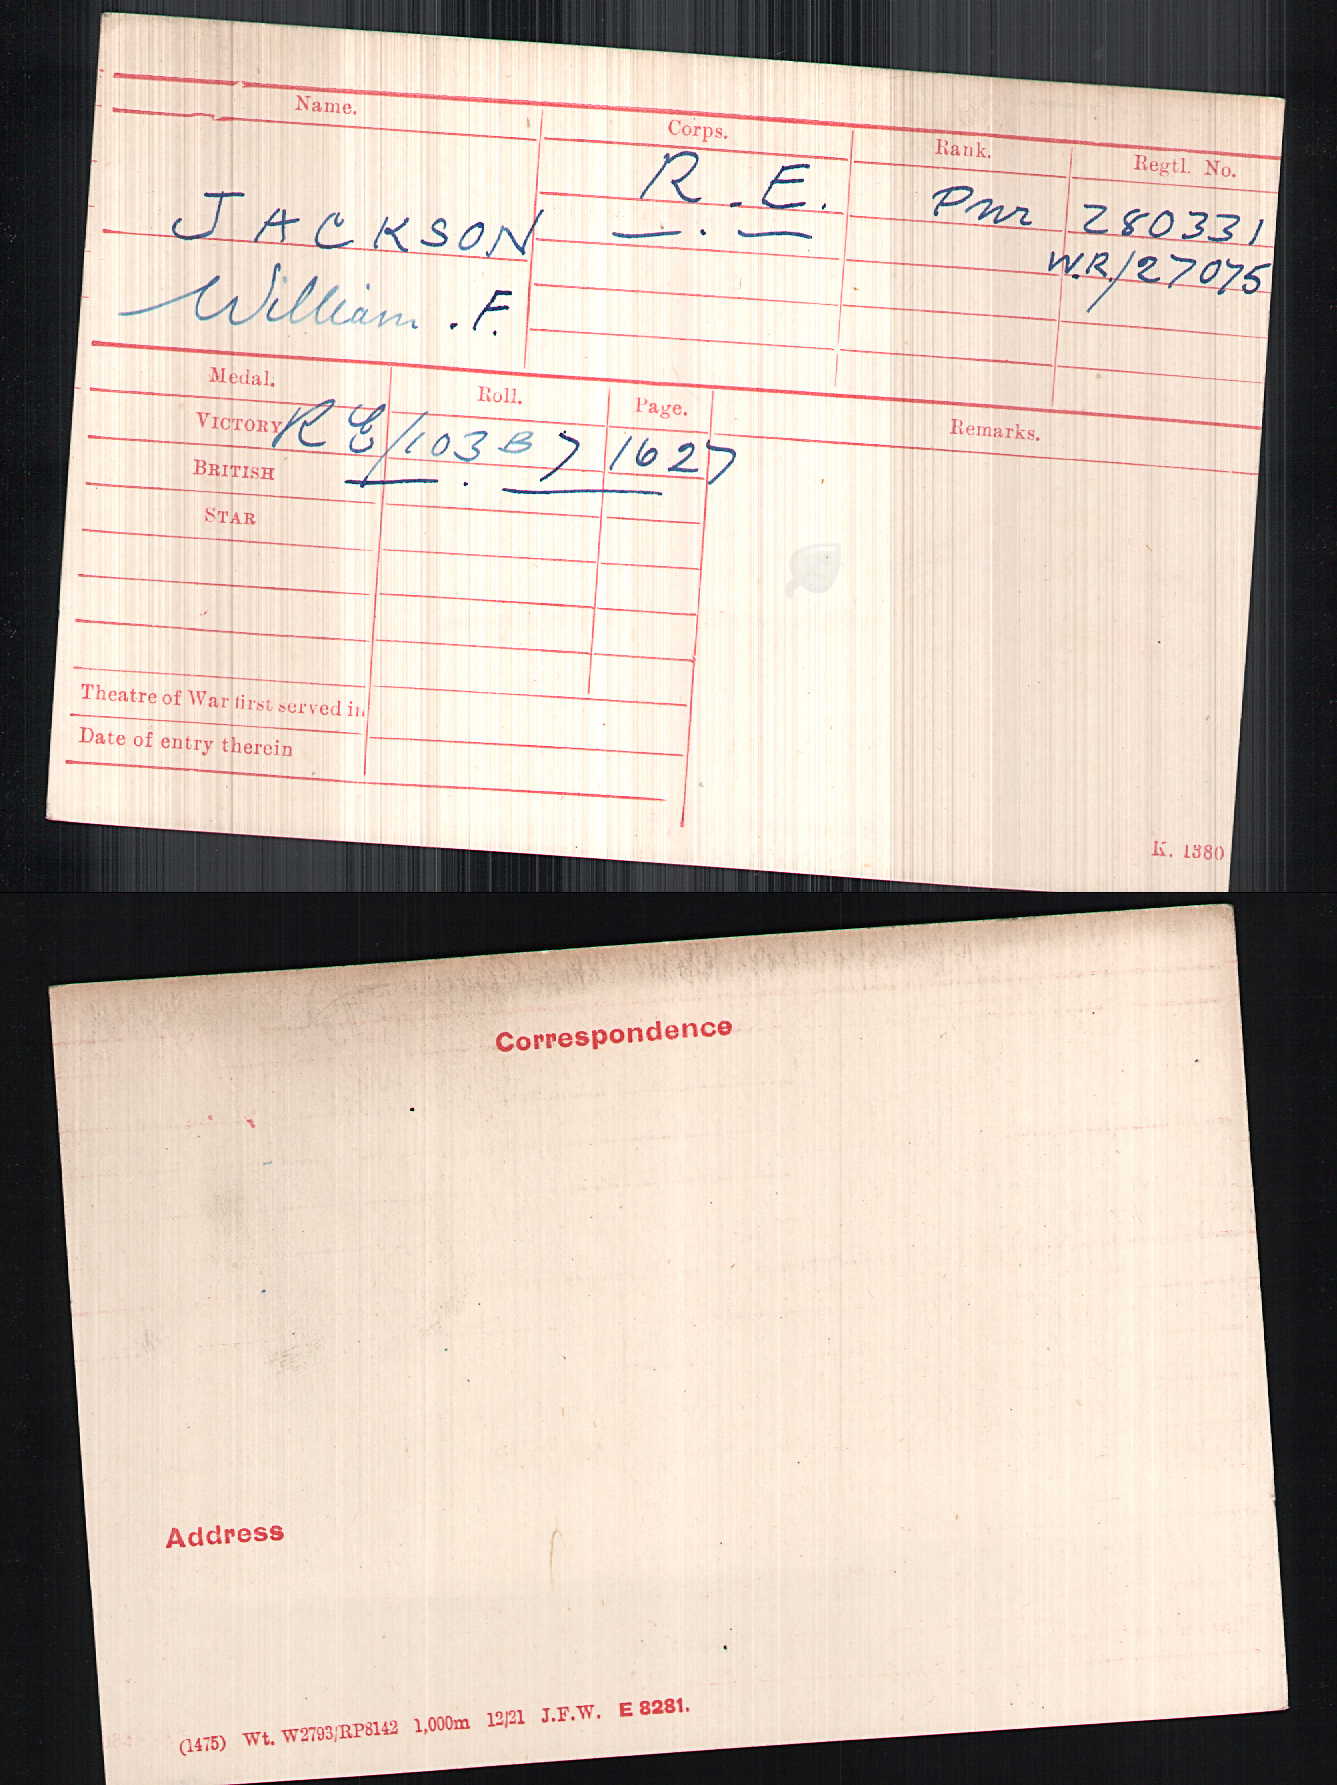 Name. Corps. Rank. Regtl. No.
JACKSON R.E. Pnr 280331
W.R./27075
William .F.
Medal. Roll. Page. Remarks.
VICTORY RE/103B7 1627
BRITISH
STAR
Theatre of War first served in
Date of entry therein
K. 1380
Correspondence
Address
(1475) Wt. W2793/RP8142 1,000m 12/21 J.F.W. E 8281.